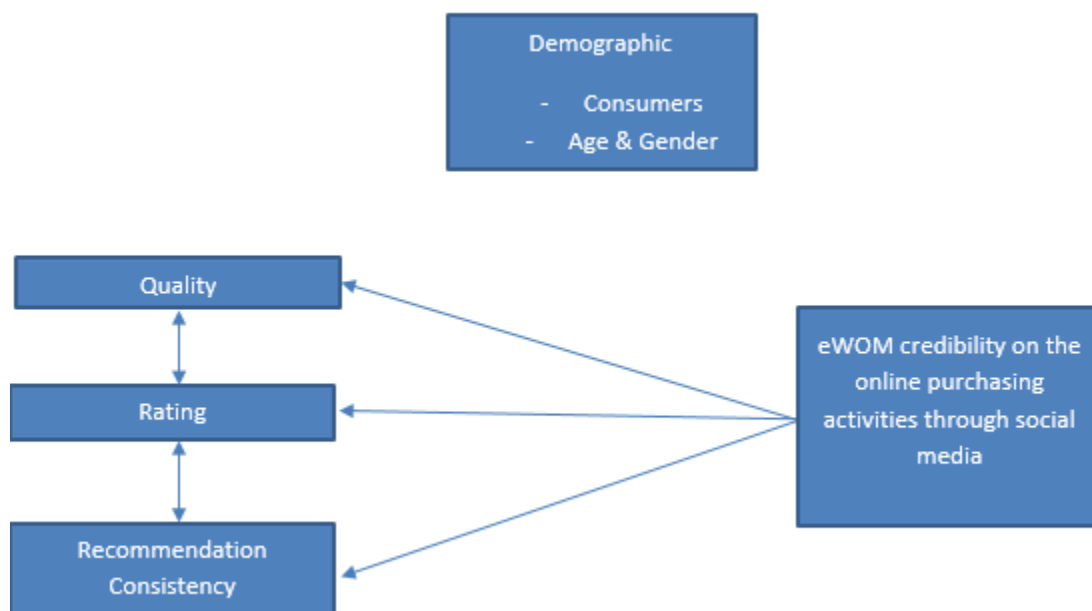 Demographic
- Consumers
- Age & Gender
Quality
Rating
Recommendation
Consistency
eWOM credibility on the
online purchasing
activities through social
media